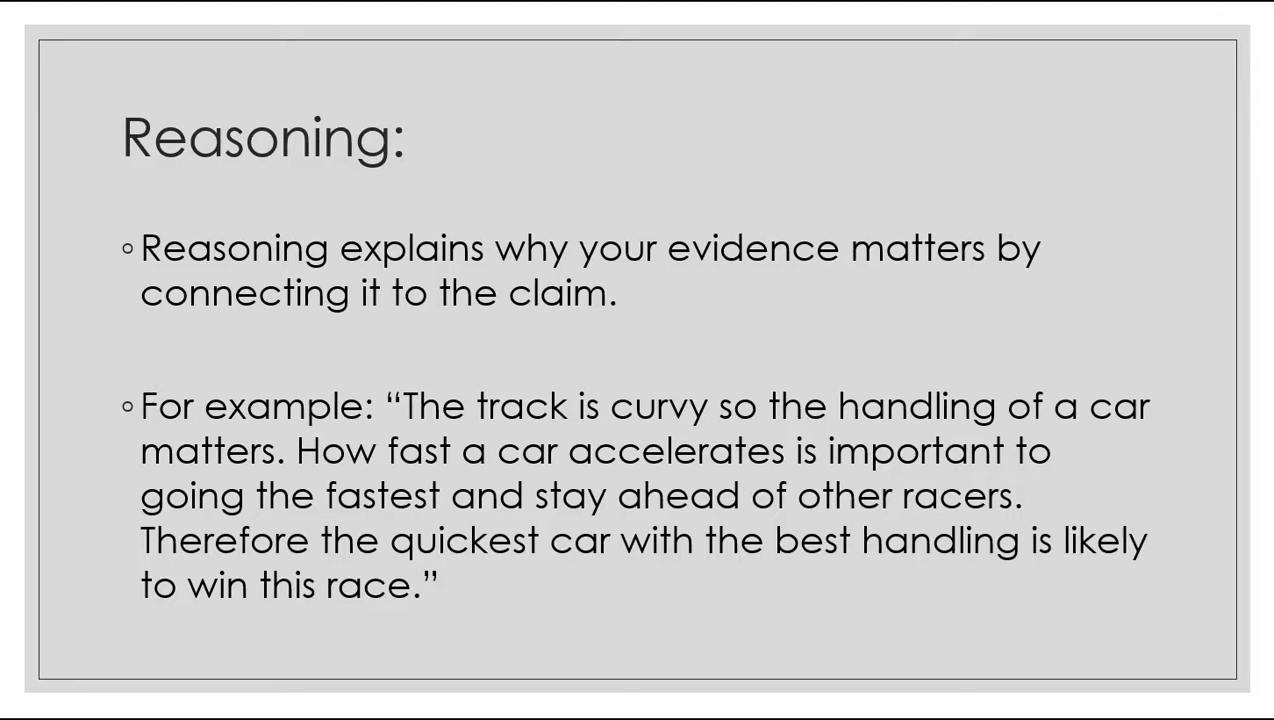 Reasoning:
◦Reasoning explains why your evidence matters by
connecting it to the claim.
◦For example: “The track is curvy so the handling of a car
matters. How fast a car accelerates is important to
going the fastest and stay ahead of other racers.
Therefore the quickest car with the best handling is likely
to win this race.”